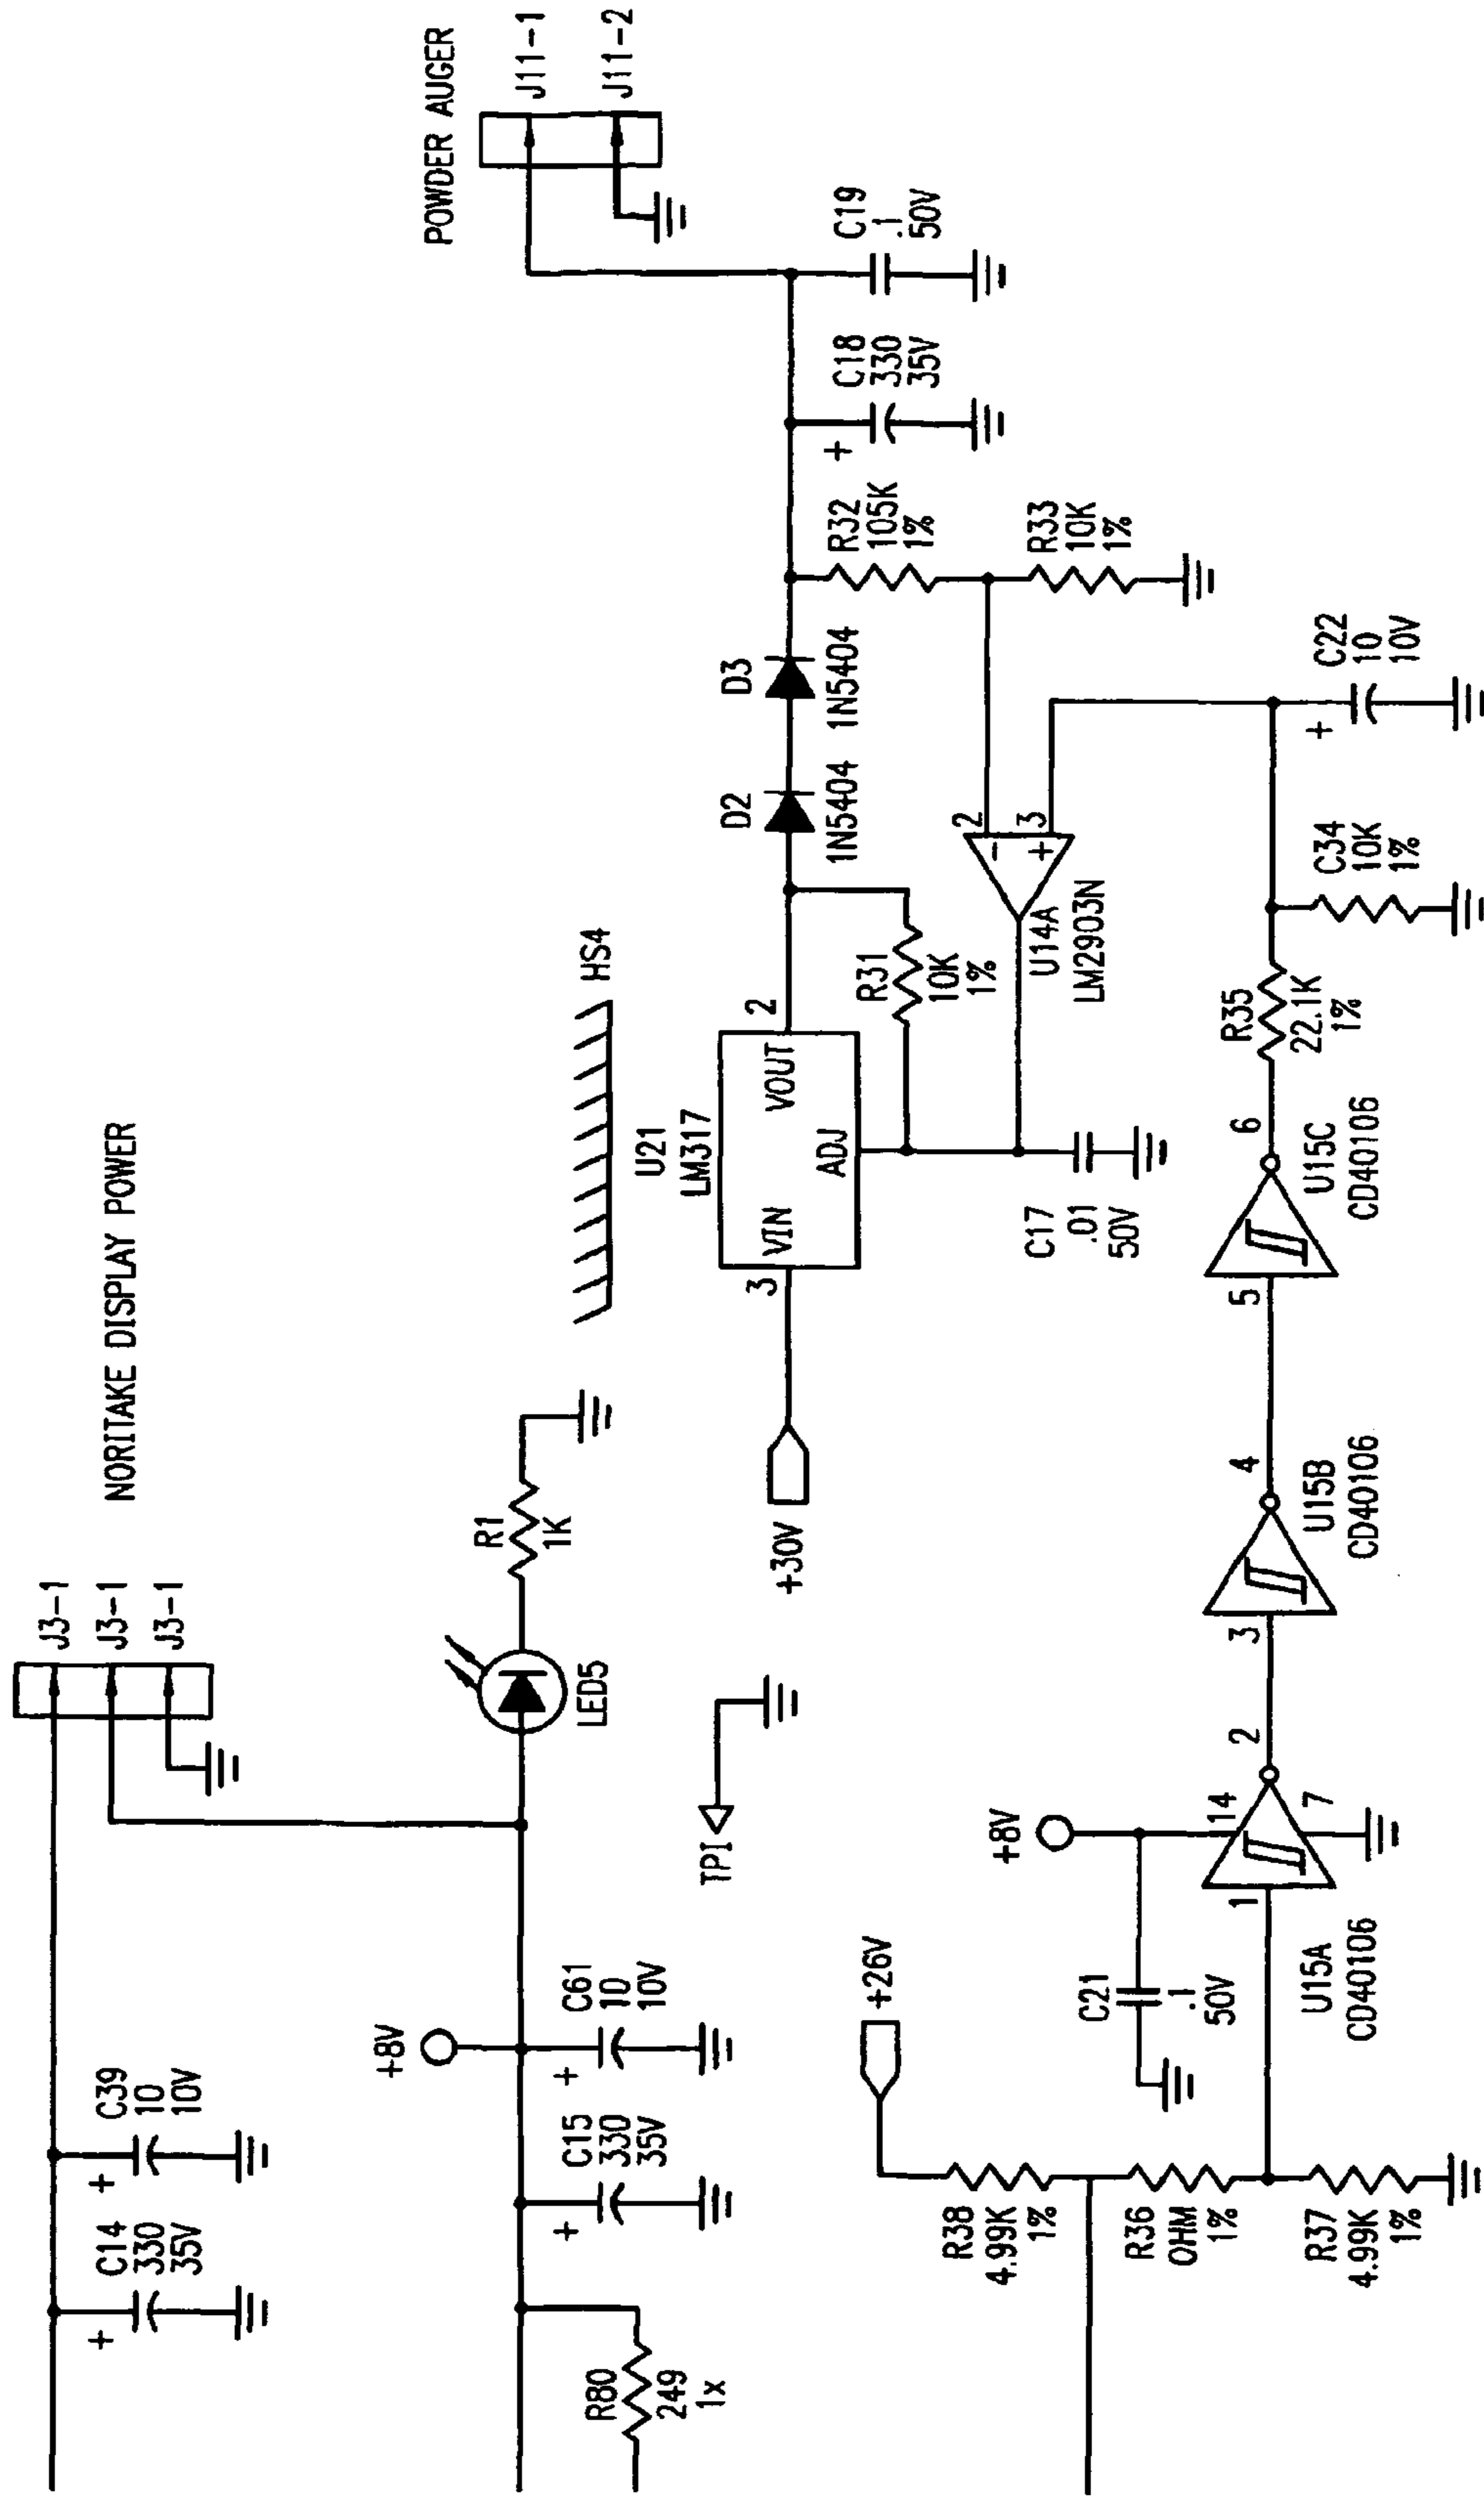 NORITAKE DISPLAY POWER
J3-1
J3-1
J3-1
C14
330
35V
+
C39
10
10V
+
+8V
C15
330
35V
+
C61
10
10V
+
R80
249
1x
LED5
R1
1K
TPI
HS4
POWDER AUGER
J11-1
J11-2
+30V
U21
LM317
3
VIN
VOUT
2
ADJ
D2
1N5404
D3
1N5404
R31
10K
1%
R32
105K
1%
R33
10K
1%
C18
330
35V
+
C19
.1
50V
2
-
3
+
U14A
LM2903N
C17
.01
50V
+26V
R38
4.99K
1%
R36
OHM
1%
R37
4.99K
1%
C21
.1
50V
+8V
14
1
2
7
U15A
CD40106
3
4
U15B
CD40106
5
6
U15C
CD40106
R35
22.1K
1%
C34
10K
1%
C22
10
10V
+